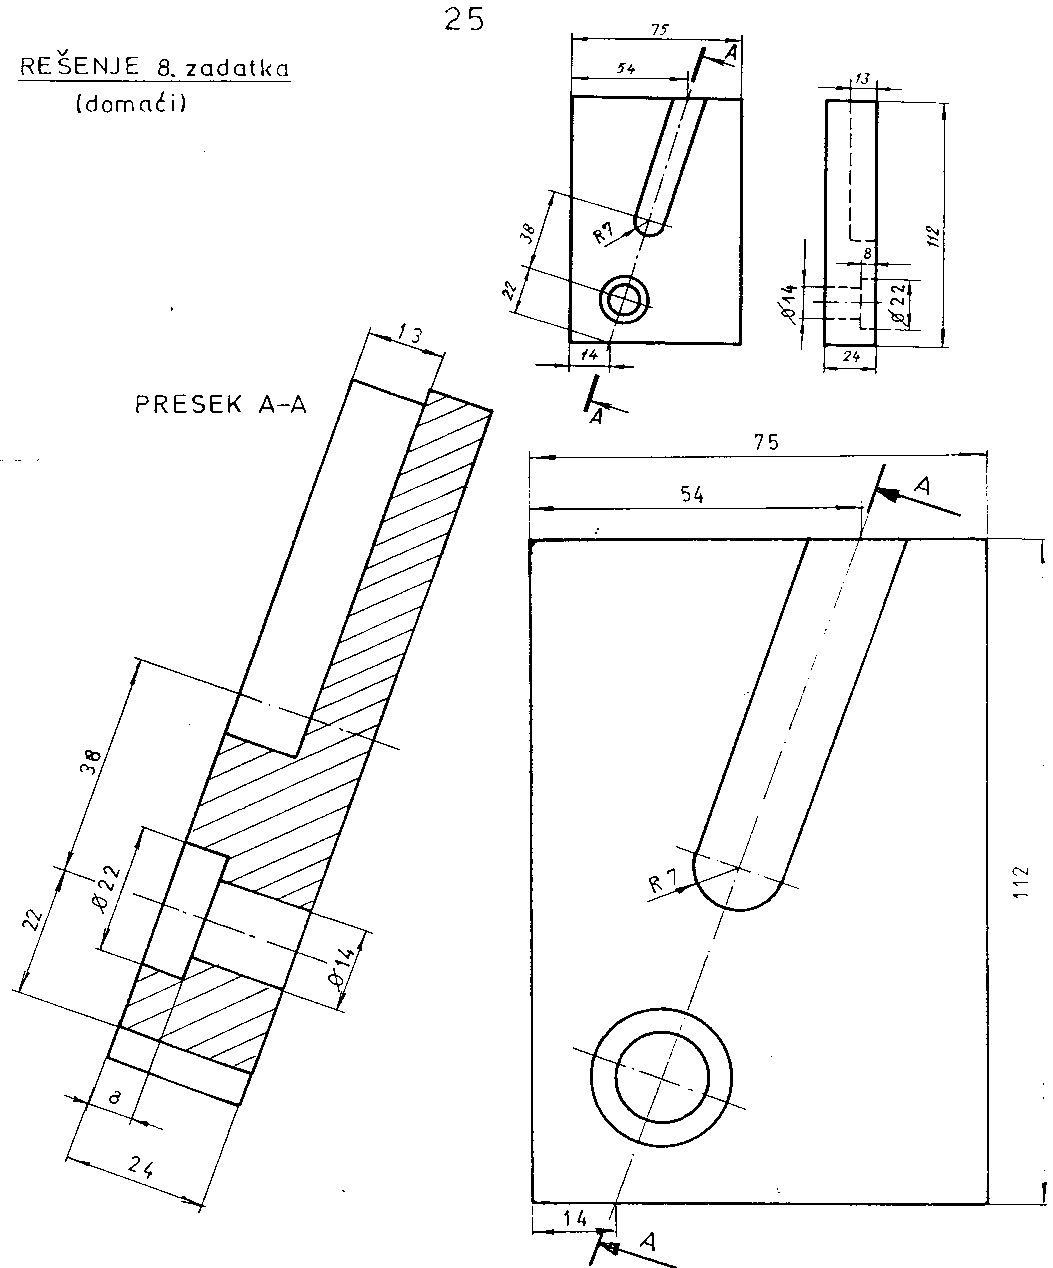 25
REŠENJE 8. zadatka
(domaći)
75
54
A
38
22
R7
14
A
13
112
8
Ø14
Ø22
24
PRESEK A-A
13
38
22
Ø22
Ø14
8
24
75
54
A
R7
112
14
A